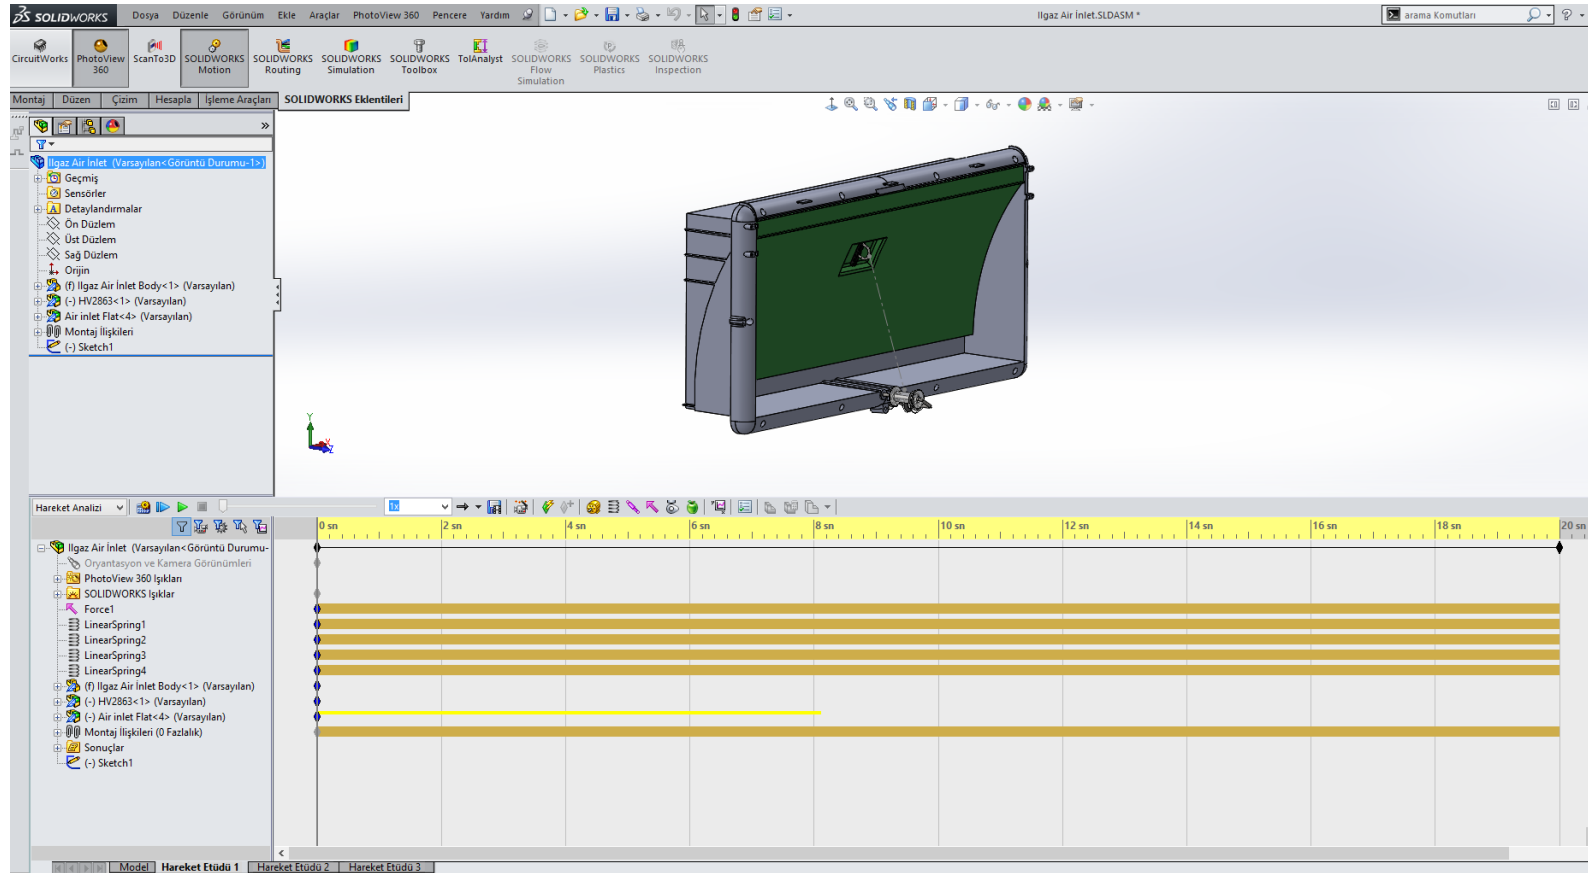 SOLIDWORKS Dosya Düzenle Görünüm Ekle Araçlar PhotoView 360 Pencere Yardım Ilgaz Air İnlet.SLDASM * arama Komutları
CircuitWorks PhotoView 360 ScanTo3D SOLIDWORKS Motion SOLIDWORKS Routing SOLIDWORKS Simulation SOLIDWORKS Toolbox TolAnalyst SOLIDWORKS Flow Simulation SOLIDWORKS Plastics SOLIDWORKS Inspection
Montaj Düzen Çizim Hesapla İşleme Araçları SOLIDWORKS Eklentileri
Ilgaz Air İnlet (Varsayılan<Görüntü Durumu-1>)
Geçmiş
Sensörler
Detaylandırmalar
Ön Düzlem
Üst Düzlem
Sağ Düzlem
Orijin
(f) Ilgaz Air İnlet Body<1> (Varsayılan)
(-) HV2863<1> (Varsayılan)
Air inlet Flat<4> (Varsayılan)
Montaj İlişkileri
(-) Sketch1
Y
X
Z
Hareket Analizi 1x
0 sn 2 sn 4 sn 6 sn 8 sn 10 sn 12 sn 14 sn 16 sn 18 sn 20 sn
Ilgaz Air İnlet (Varsayılan<Görüntü Durumu-
Oryantasyon ve Kamera Görünümleri
PhotoView 360 Işıkları
SOLIDWORKS Işıklar
Force1
LinearSpring1
LinearSpring2
LinearSpring3
LinearSpring4
(f) Ilgaz Air İnlet Body<1> (Varsayılan)
(-) HV2863<1> (Varsayılan)
(-) Air inlet Flat<4> (Varsayılan)
Montaj İlişkileri (0 Fazlalık)
Sonuçlar
(-) Sketch1
Model Hareket Etüdü 1 Hareket Etüdü 2 Hareket Etüdü 3